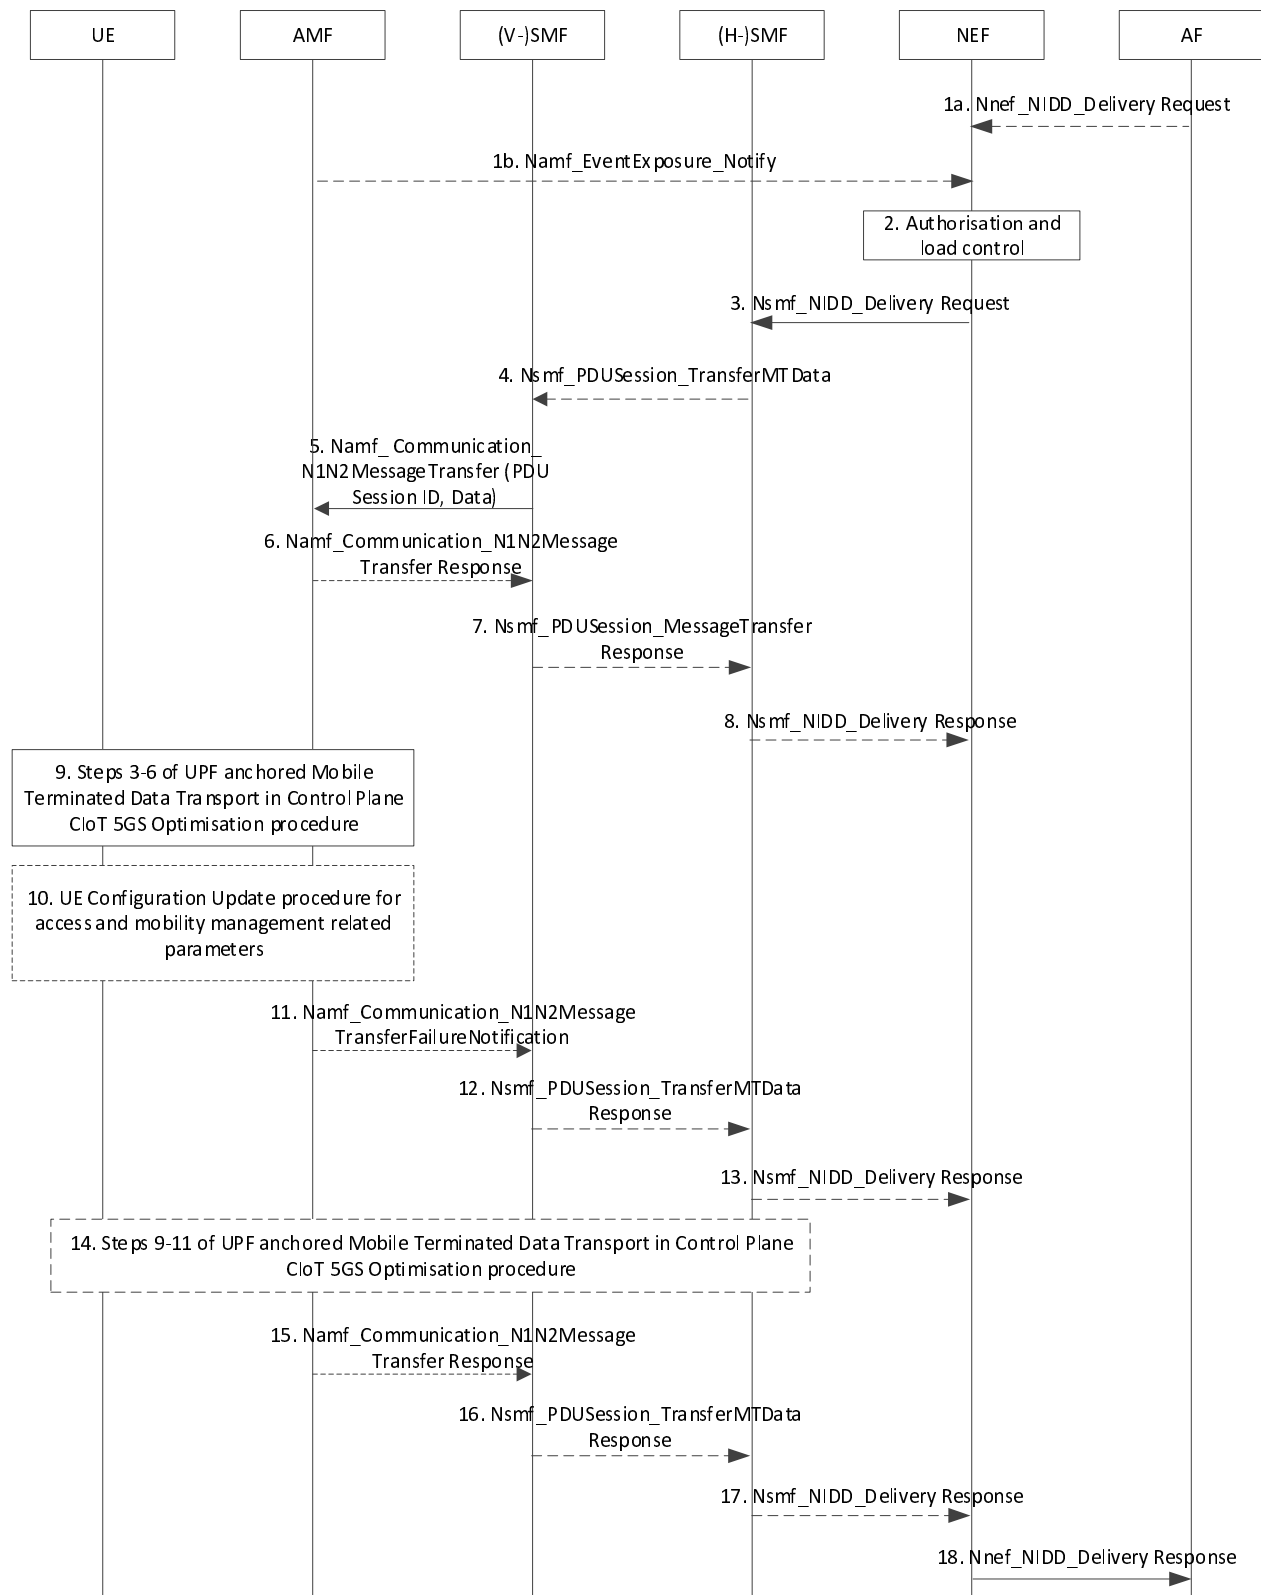 UE
AMF
(V-)SMF
(H-)SMF
NEF
AF
1a. Nnef_NIDD_Delivery Request
1b. Namf_EventExposure_Notify
2. Authorisation and
load control
3. Nsmf_NIDD_Delivery Request
4. Nsmf_PDUSession_TransferMTData
5. Namf_ Communication_
N1N2MessageTransfer (PDU
Session ID, Data)
6. Namf_Communication_N1N2Message
Transfer Response
7. Nsmf_PDUSession_MessageTransfer
Response
8. Nsmf_NIDD_Delivery Response
9. Steps 3-6 of UPF anchored Mobile
Terminated Data Transport in Control Plane
CIoT 5GS Optimisation procedure
10. UE Configuration Update procedure for
access and mobility management related
parameters
11. Namf_Communication_N1N2Message
TransferFailureNotification
12. Nsmf_PDUSession_TransferMTData
Response
13. Nsmf_NIDD_Delivery Response
14. Steps 9-11 of UPF anchored Mobile Terminated Data Transport in Control Plane
CIoT 5GS Optimisation procedure
15. Namf_Communication_N1N2Message
Transfer Response
16. Nsmf_PDUSession_TransferMTData
Response
17. Nsmf_NIDD_Delivery Response
18. Nnef_NIDD_Delivery Response